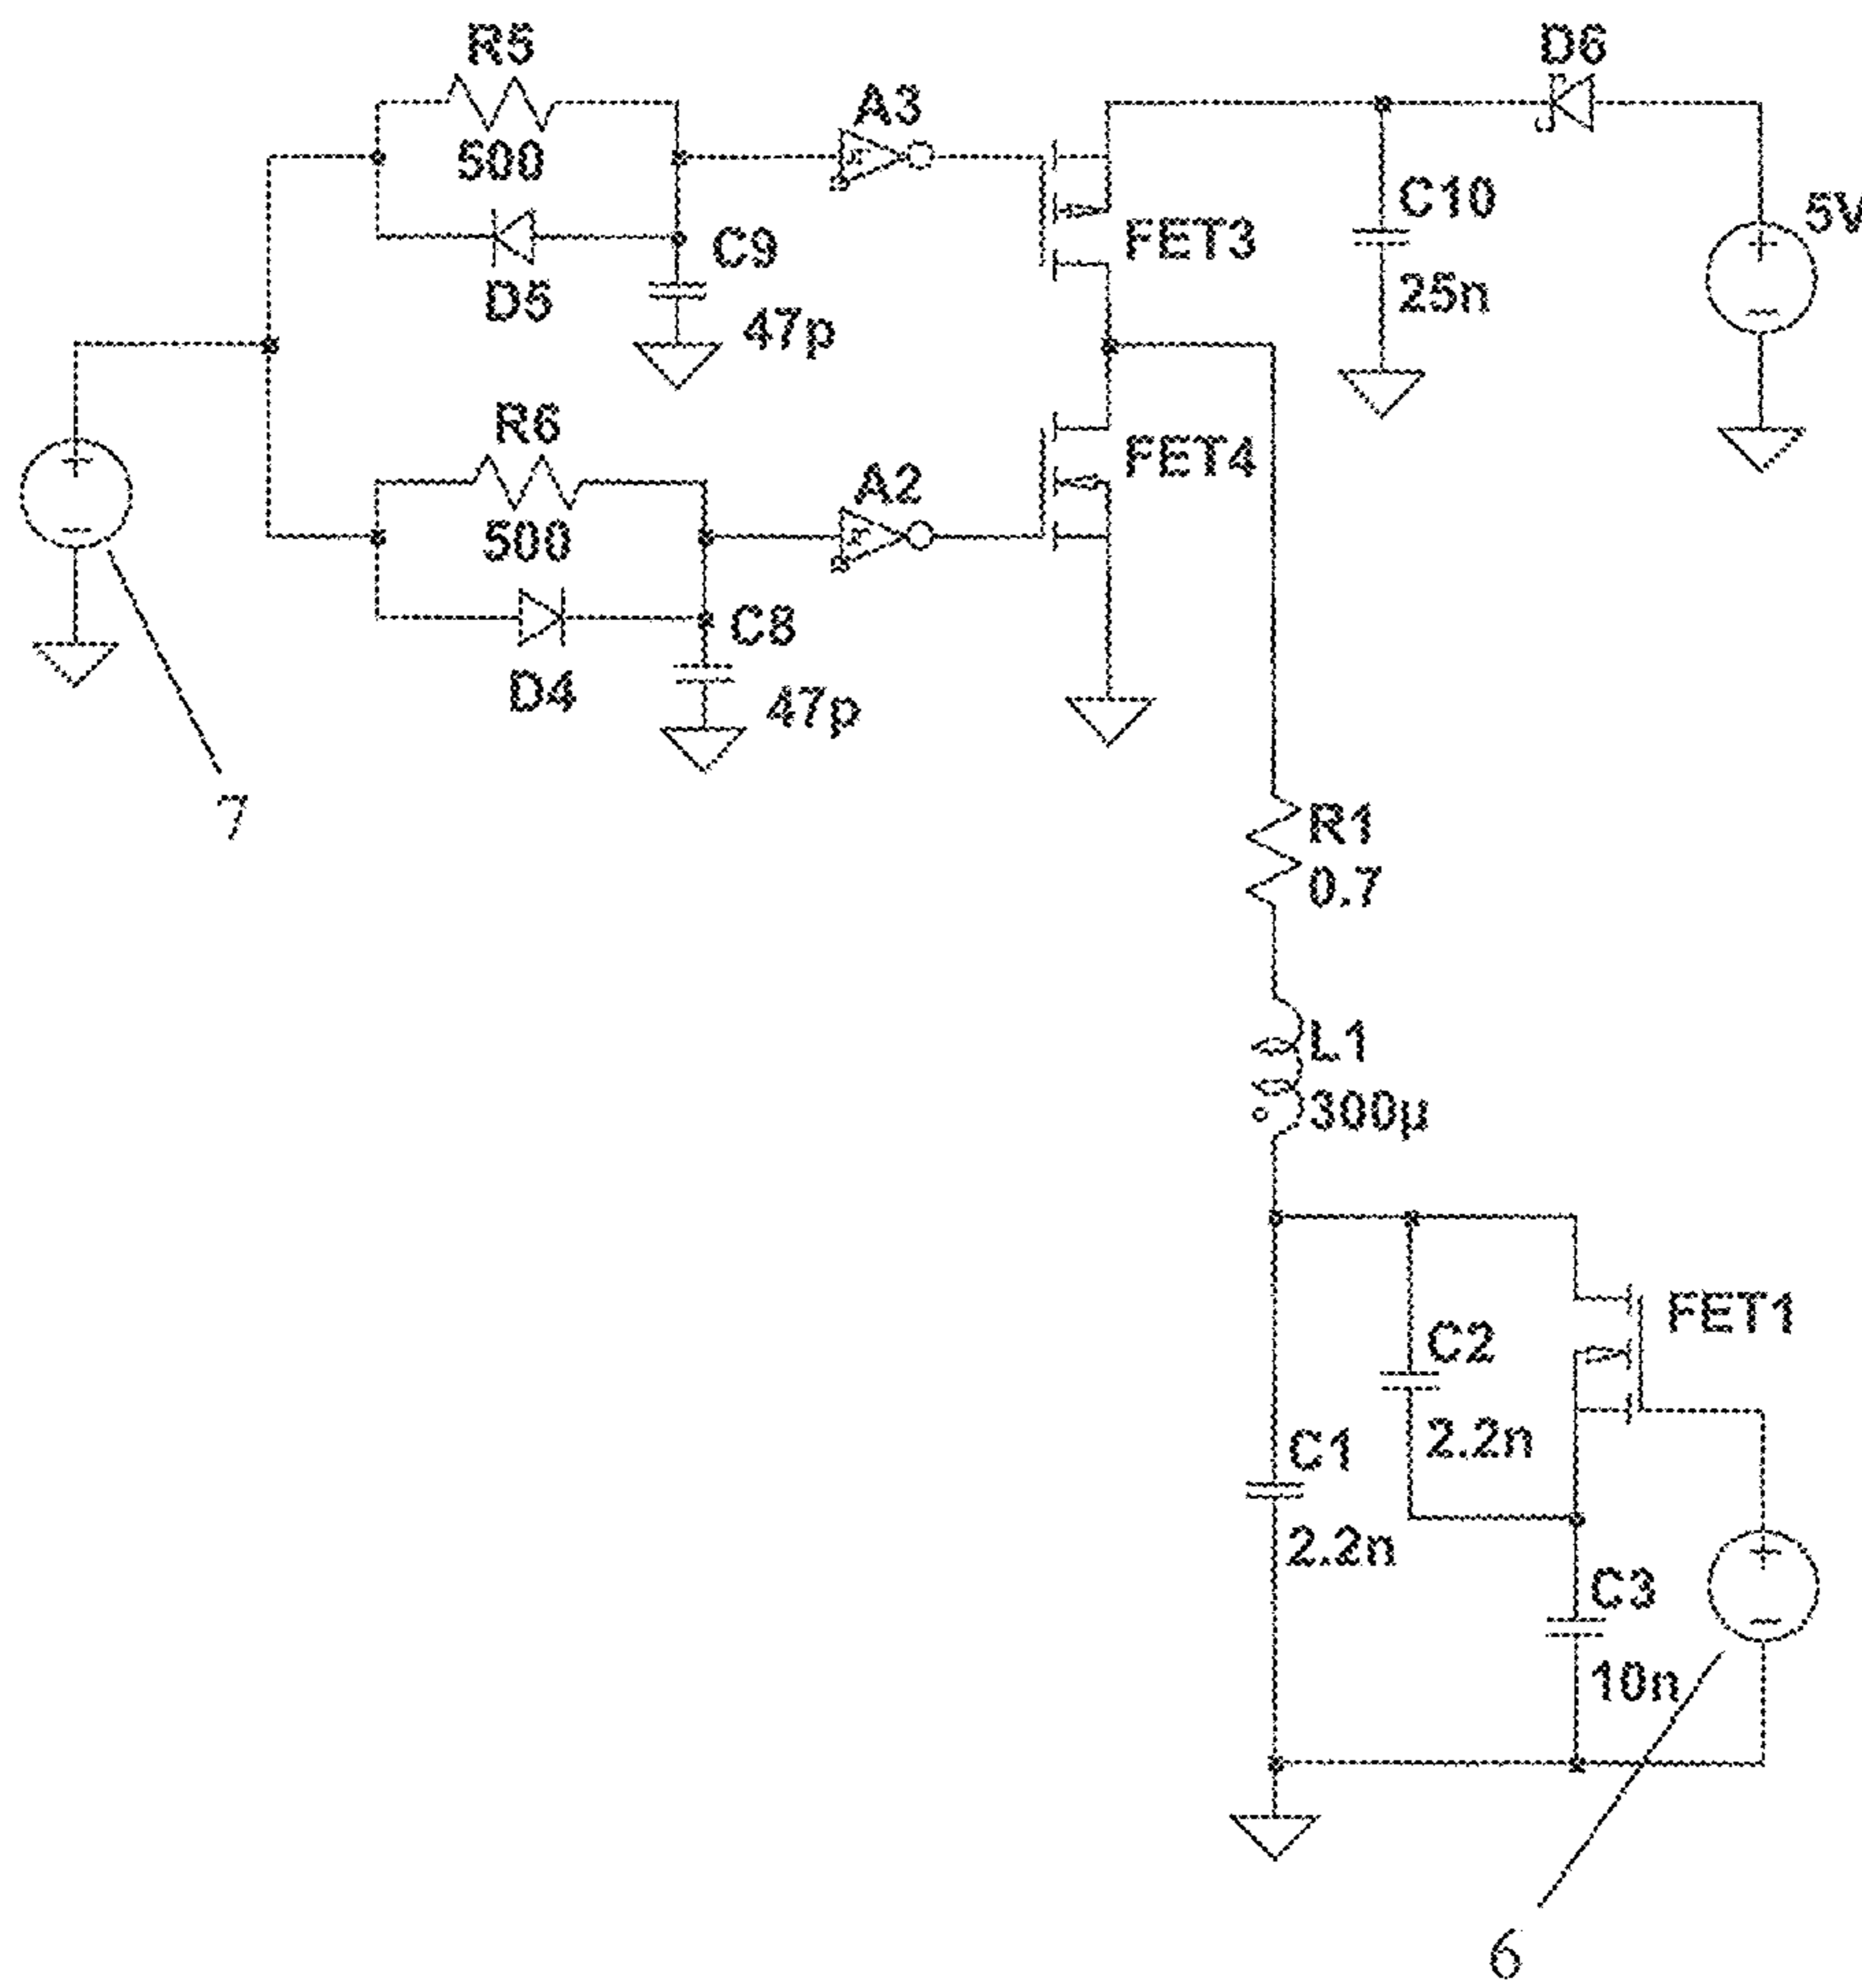 R5
500
D5
C9
47p
A3
FET3
D6
C10
25n
5V
R6
500
D4
C8
47p
A2
FET4
7
R1
0.7
L1
300µ
FET1
C2
2.2n
C1
2.2n
C3
10n
6